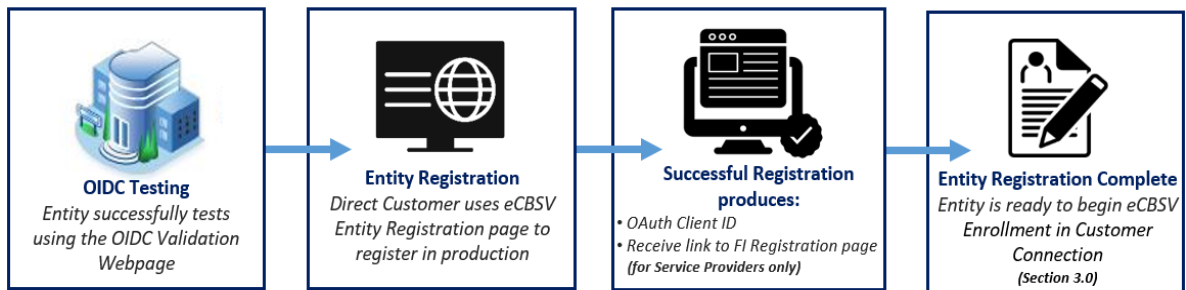 OIDC Testing
Entity successfully tests
using the OIDC Validation
Webpage
Entity Registration
Direct Customer uses eCBSV
Entity Registration page to
register in production
Successful Registration
produces:
• OAuth Client ID
• Receive link to FI Registration page
(for Service Providers only)
Entity Registration Complete
Entity is ready to begin eCBSV
Enrollment in Customer
Connection
(Section 3.0)